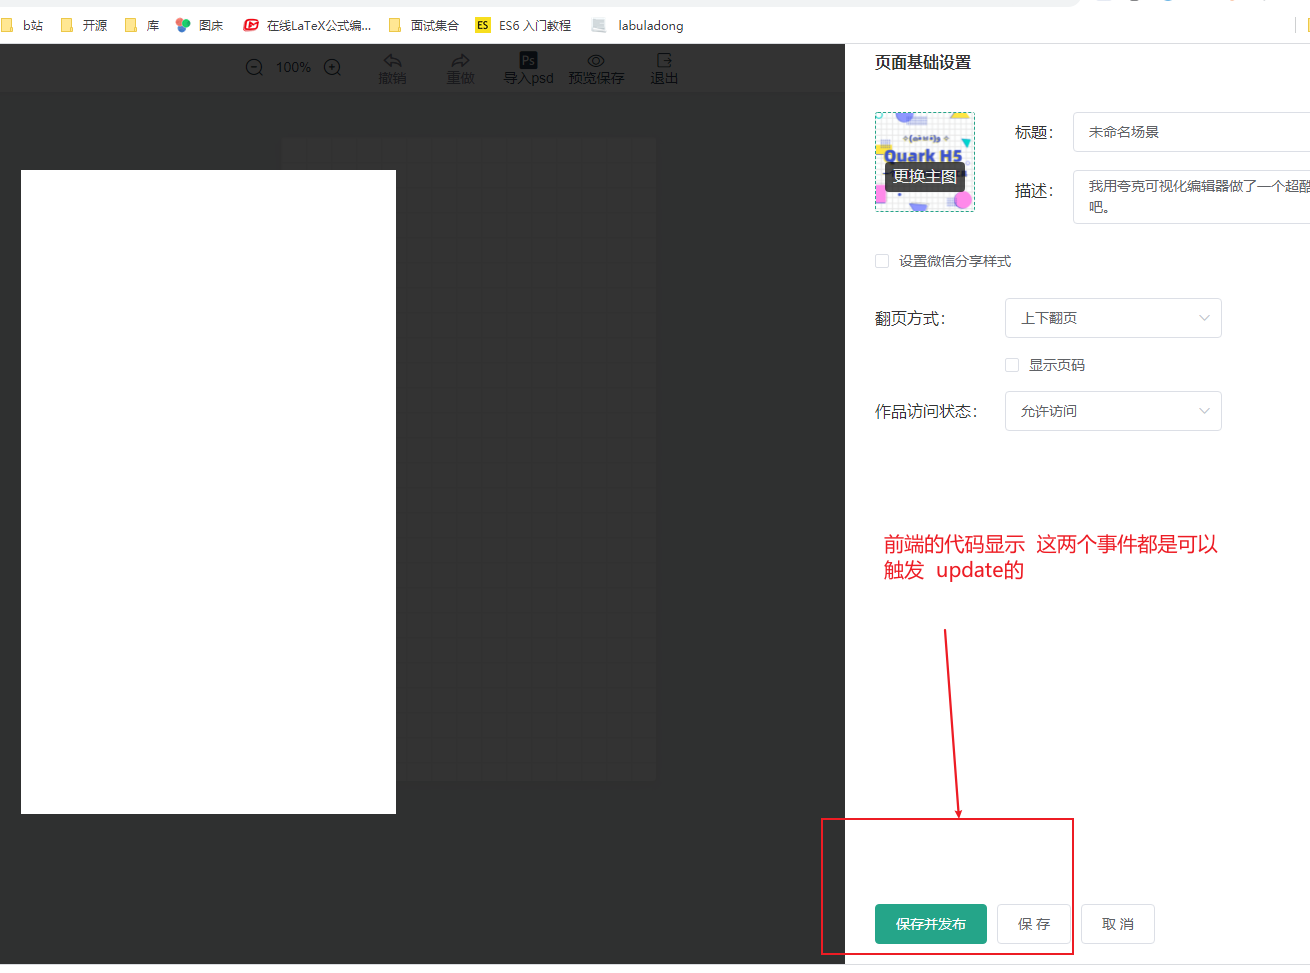 b站 开源 库 图床 在线LaTeX公式编... 面试集合 ES ES6 入门教程 labuladong
100% 撤销 重做 Ps 导入psd 预览保存 退出
页面基础设置
Quark H5
更换主图
标题： 未命名场景
描述： 我用夸克可视化编辑器做了一个超酷
吧。
设置微信分享样式
翻页方式： 上下翻页
显示页码
作品访问状态： 允许访问
前端的代码显示 这两个事件都是可以
触发 update的
保存并发布 保 存 取 消